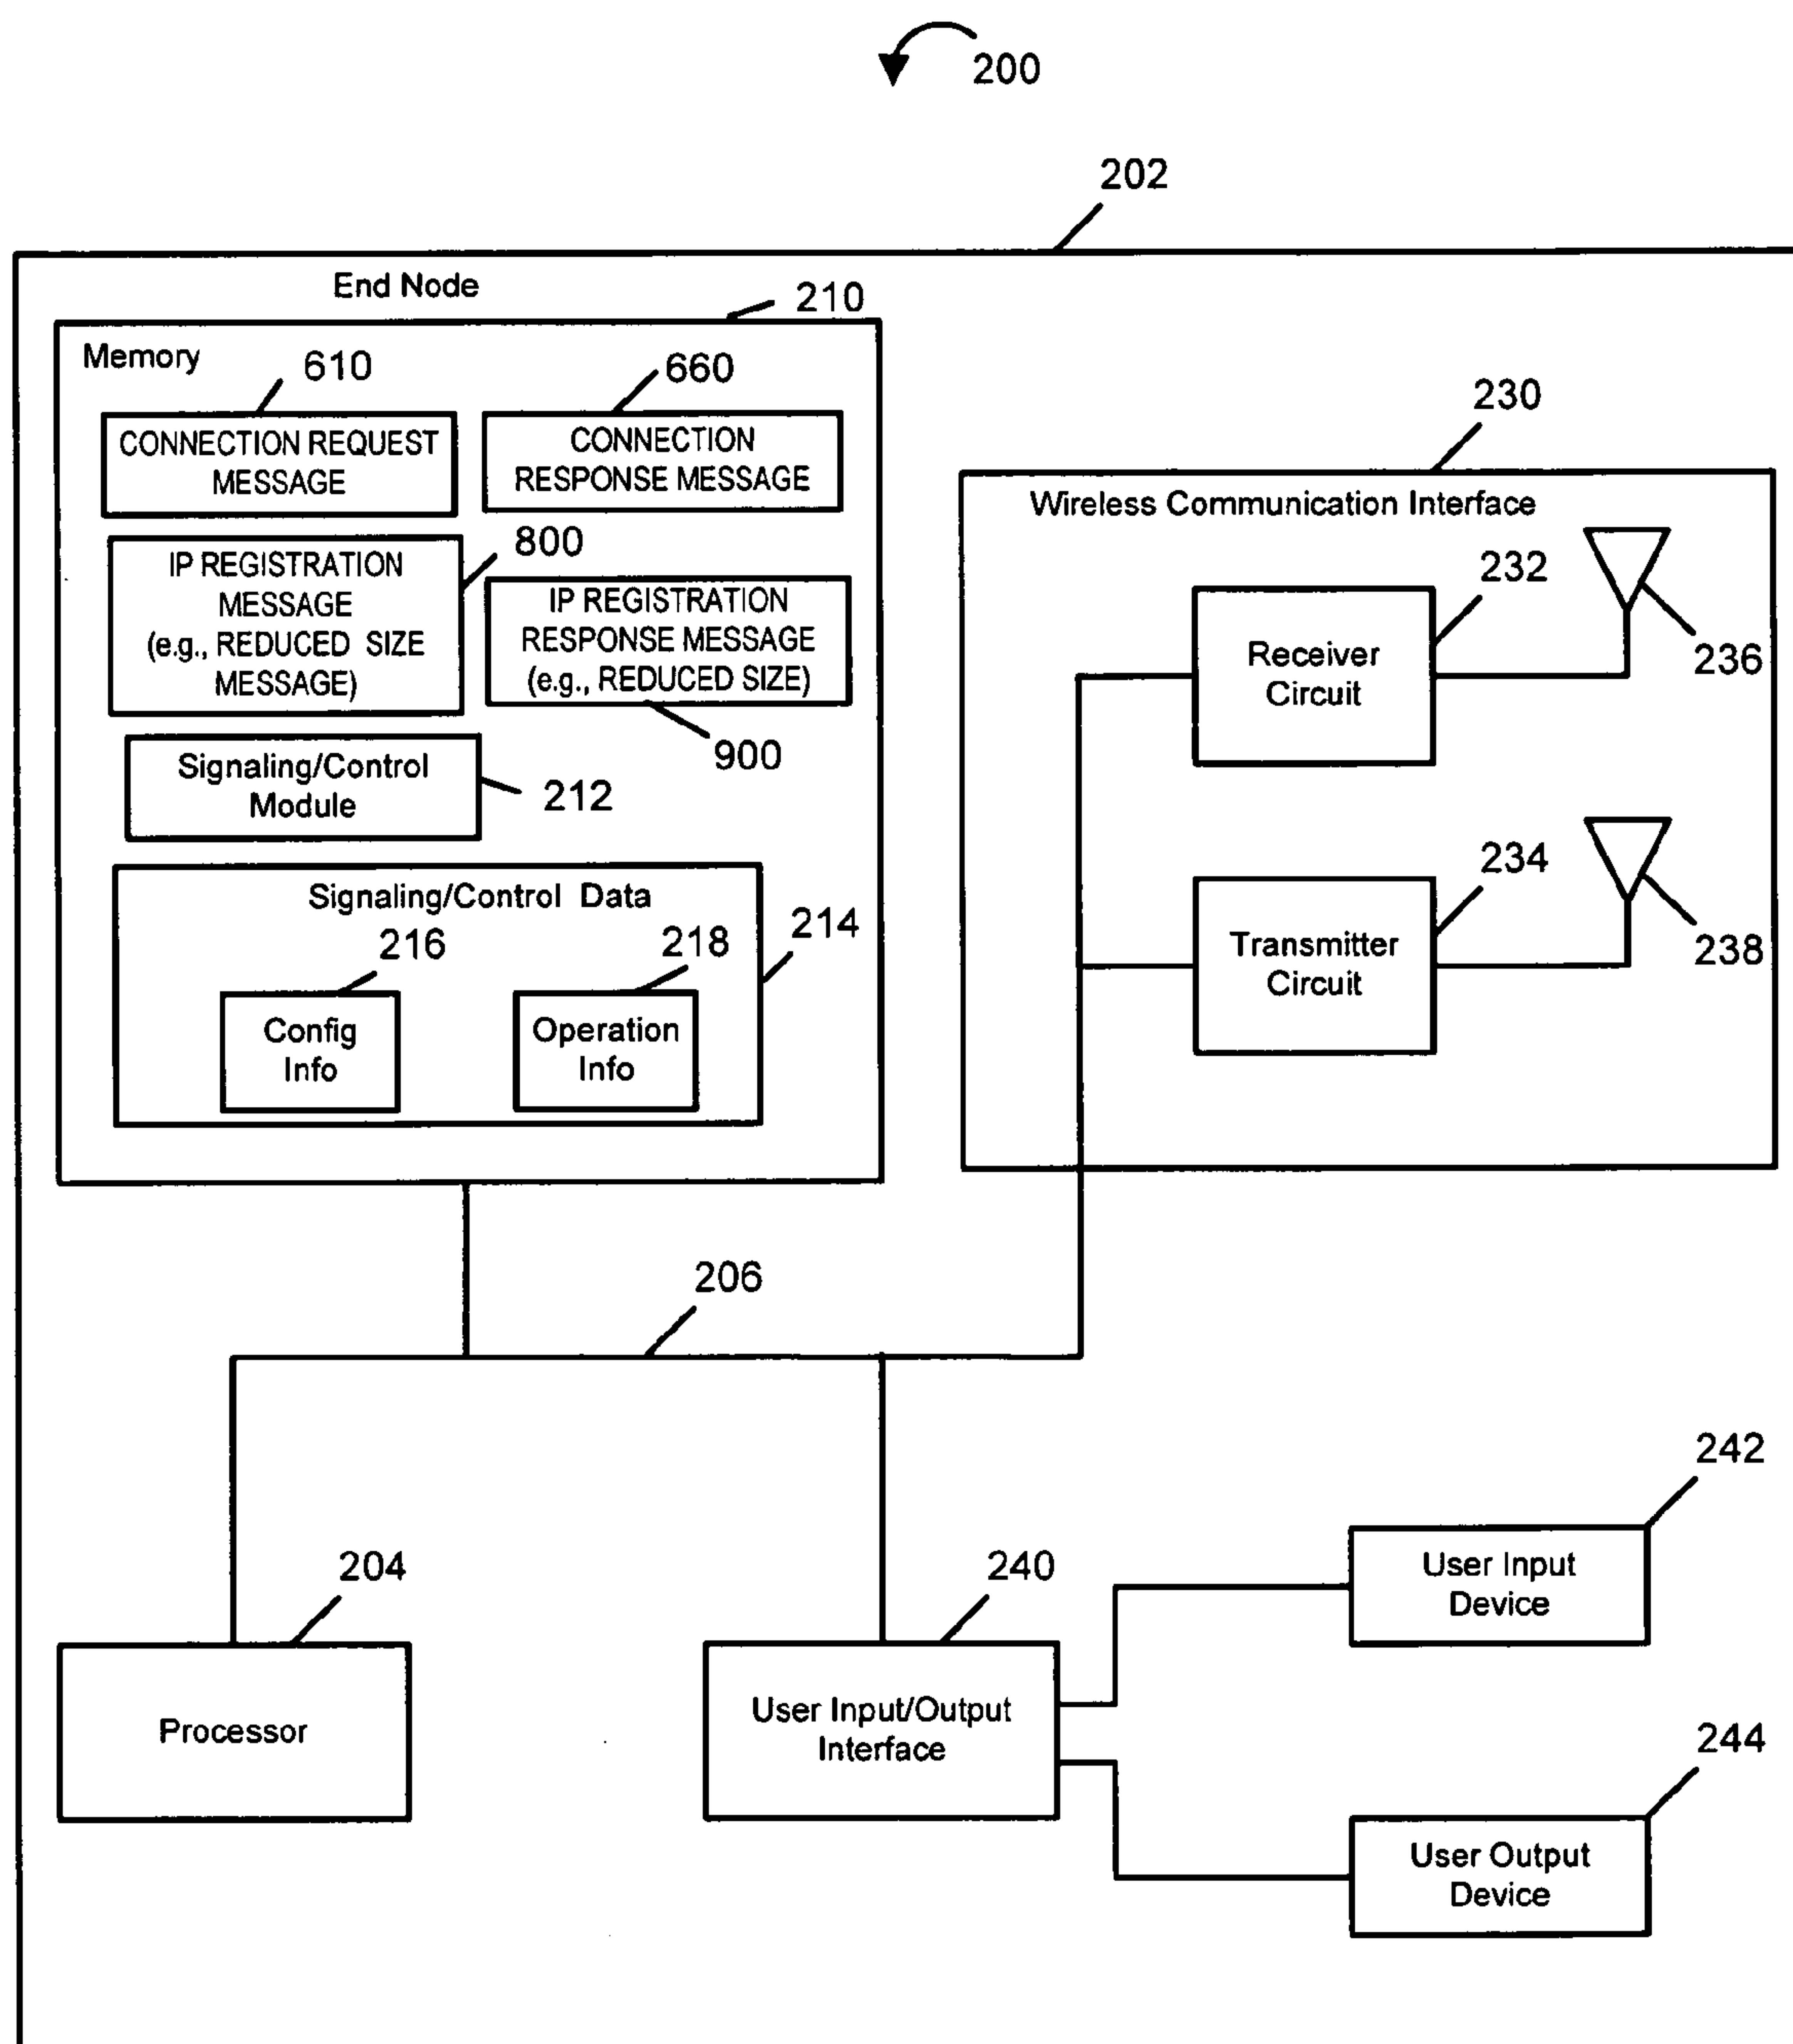 200
202
End Node
210
Memory
610
660
CONNECTION REQUEST
MESSAGE
CONNECTION
RESPONSE MESSAGE
230
Wireless Communication Interface
IP REGISTRATION
MESSAGE
(e.g., REDUCED SIZE
MESSAGE)
800
IP REGISTRATION
RESPONSE MESSAGE
(e.g., REDUCED SIZE)
900
232
Receiver
Circuit
236
Signaling/Control
Module
212
Signaling/Control Data
216
218
214
Config
Info
Operation
Info
234
Transmitter
Circuit
238
206
204
Processor
240
User Input/Output
Interface
242
User Input
Device
244
User Output
Device